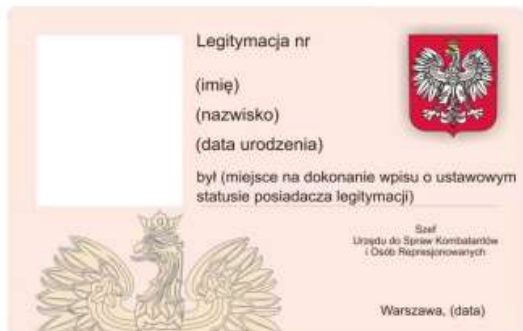 Legitymacja nr
(imię)
(nazwisko)
(data urodzenia)
był (miejsce na dokonanie wpisu o ustawowym
statusie posiadacza legitymacji)
Szef
Urzędu do Spraw Kombatantów
i Osób Represjonowanych
Warszawa, (data)